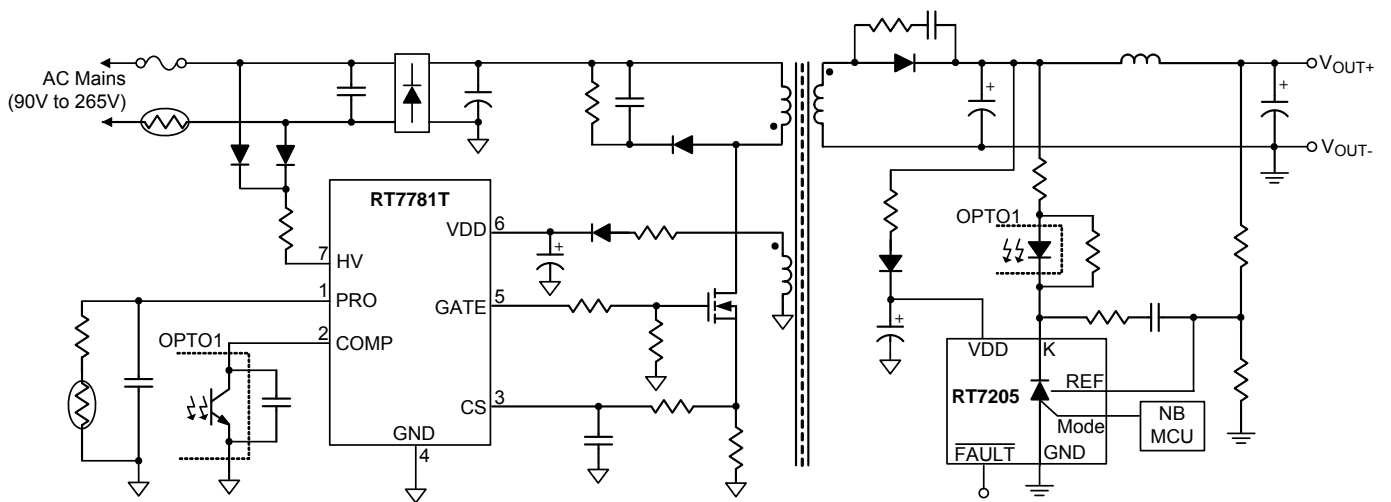 AC Mains
(90V to 265V)
+
+
+
VOUT+
VOUT-
RT7781T
VDD
6
+
7
HV
1
PRO
GATE
5
2
COMP
OPTO1
CS
3
GND
4
OPTO1
+
VDD
K
REF
RT7205
Mode
NB
MCU
FAULT
GND